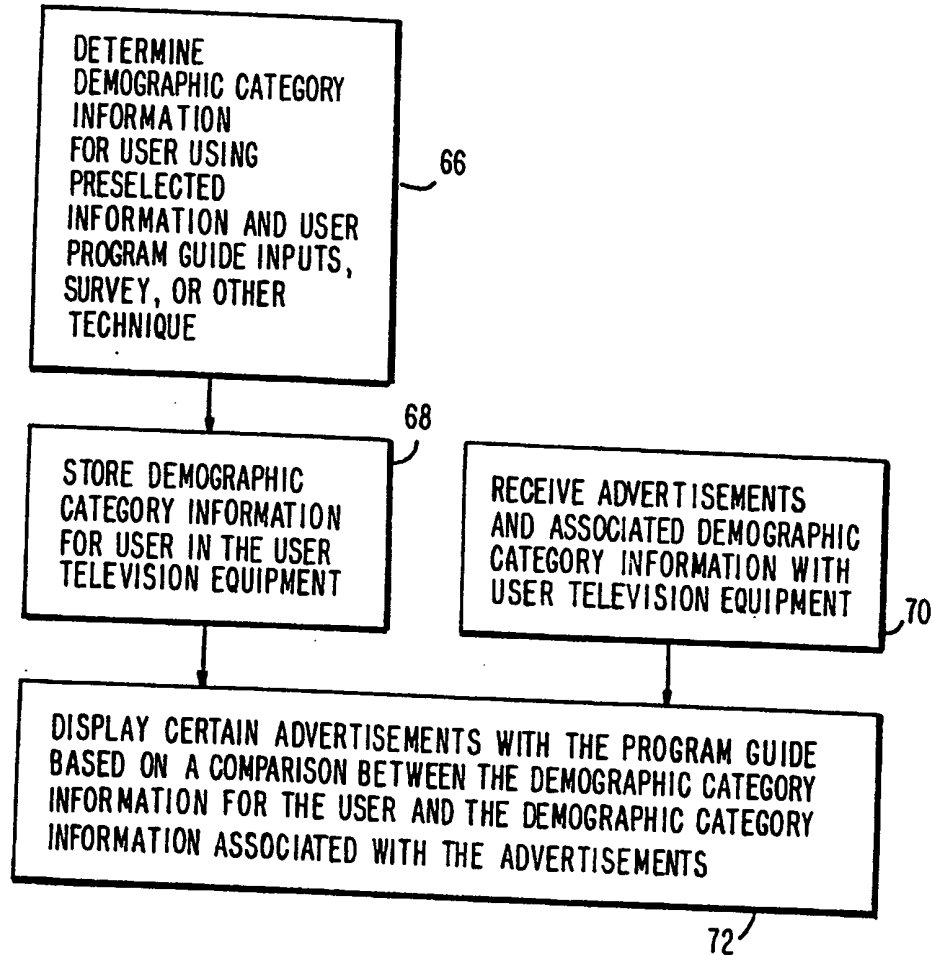 DETERMINE
DEMOGRAPHIC CATEGORY
INFORMATION
FOR USER USING
PRESELECTED
INFORMATION AND USER
PROGRAM GUIDE INPUTS,
SURVEY, OR OTHER
TECHNIQUE
66
68
STORE DEMOGRAPHIC
CATEGORY INFORMATION
FOR USER IN THE USER
TELEVISION EQUIPMENT
RECEIVE ADVERTISEMENTS
AND ASSOCIATED DEMOGRAPHIC
CATEGORY INFORMATION WITH
USER TELEVISION EQUIPMENT
70
DISPLAY CERTAIN ADVERTISEMENTS WITH THE PROGRAM GUIDE
BASED ON A COMPARISON BETWEEN THE DEMOGRAPHIC CATEGORY
INFORMATION FOR THE USER AND THE DEMOGRAPHIC CATEGORY
INFORMATION ASSOCIATED WITH THE ADVERTISEMENTS
72